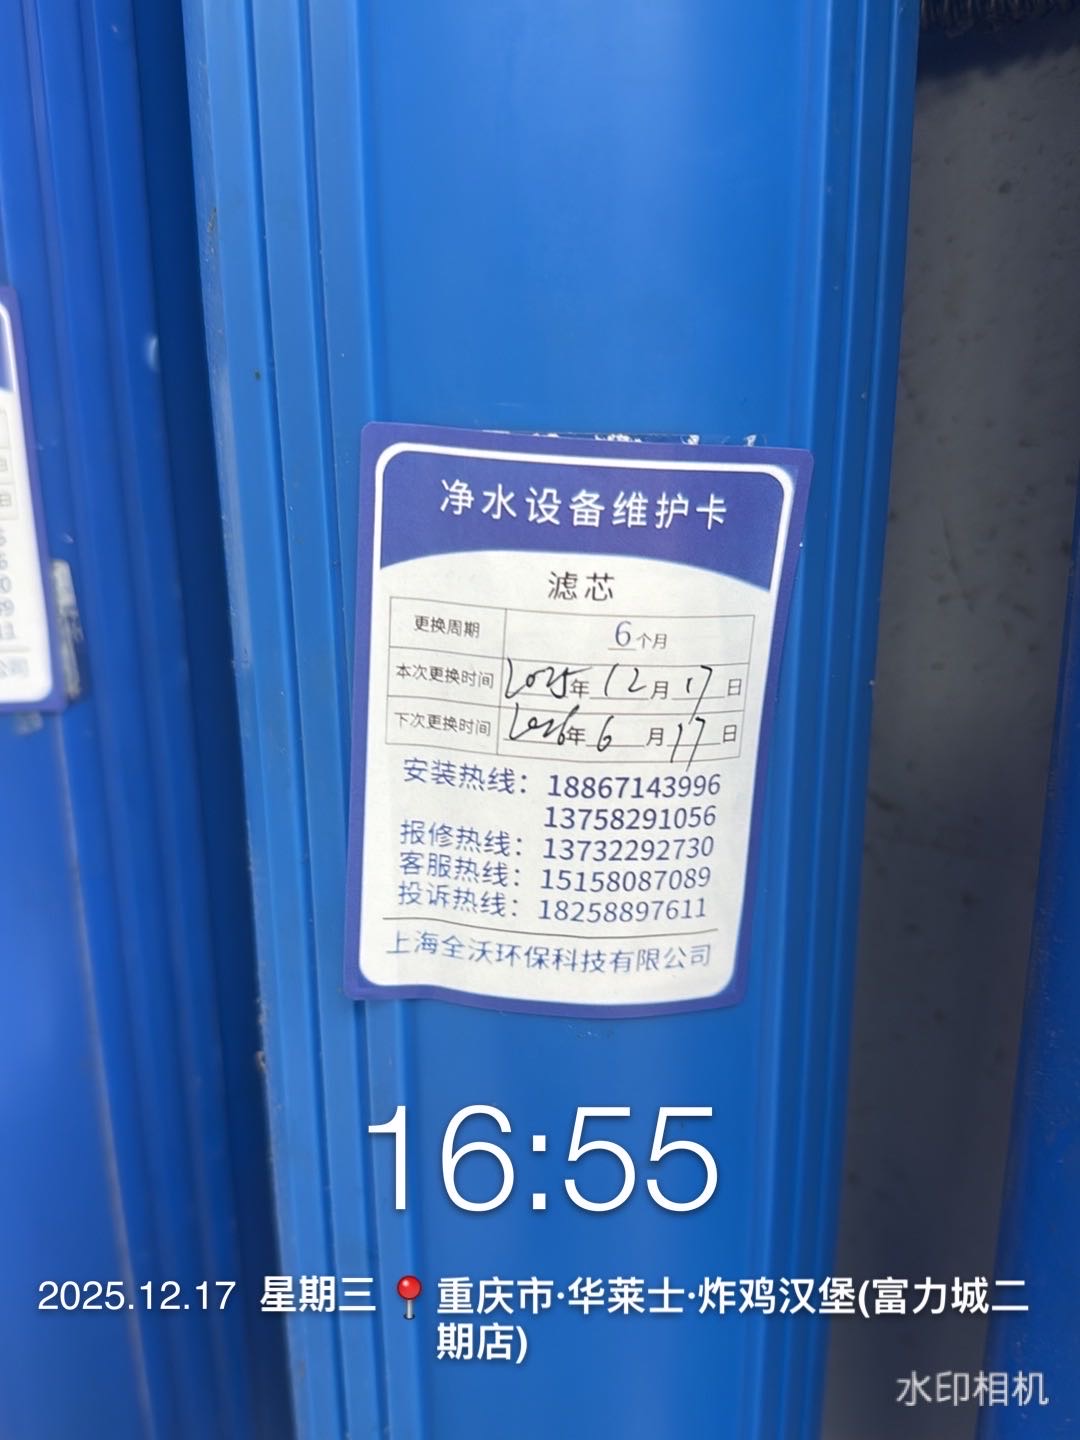 净水设备维护卡
滤芯
更换周期 6个月
本次更换时间 2025年12月17日
下次更换时间 2026年6月17日
安装热线：18867143996
13758291056
报修热线：13732292730
客服热线：15158087089
投诉热线：18258897611
上海全沃环保科技有限公司
16:55
2025.12.17 星期三 📍重庆市·华莱士·炸鸡汉堡(富力城二
期店)
水印相机